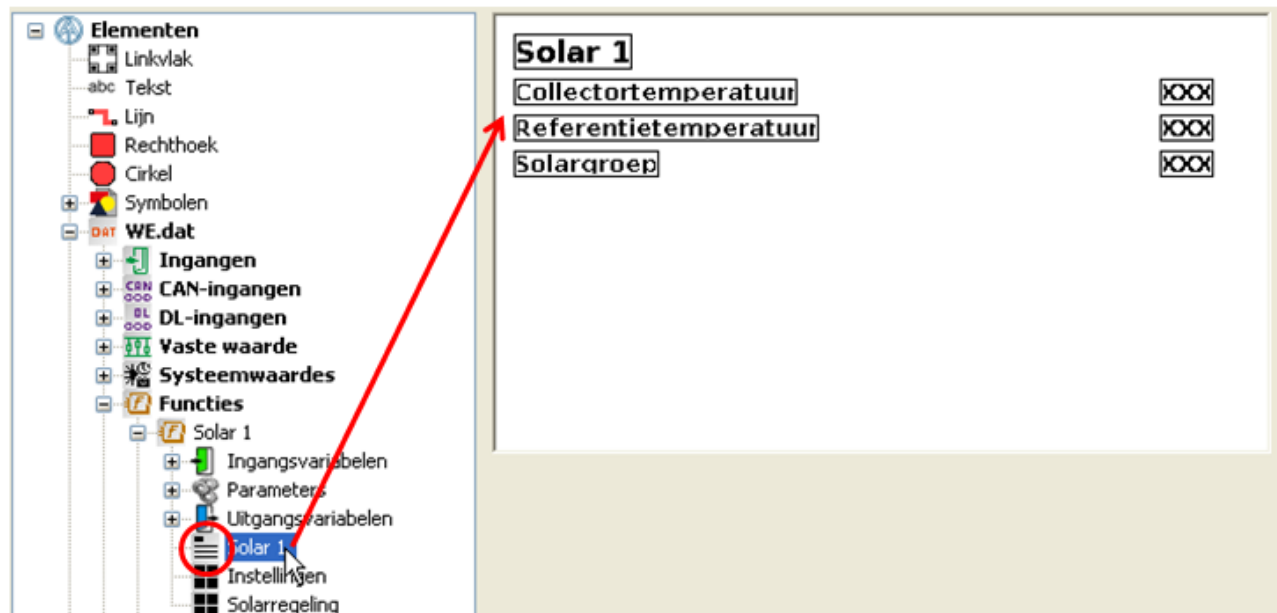 Elementen
Linkvlak
abc Tekst
Lijn
Rechthoek
Cirkel
Symbolen
DAT WE.dat
Ingangen
CAN CAN-ingangen
DL DL-ingangen
Vaste waarde
Systeemwaardes
Functies
Solar 1
Ingangsvariabelen
Parameters
Uitgangsvariabelen
Solar 1
Instellingen
Solarregeling
Solar 1
Collectortemperatuur XXX
Referentietemperatuur XXX
Solargroep XXX